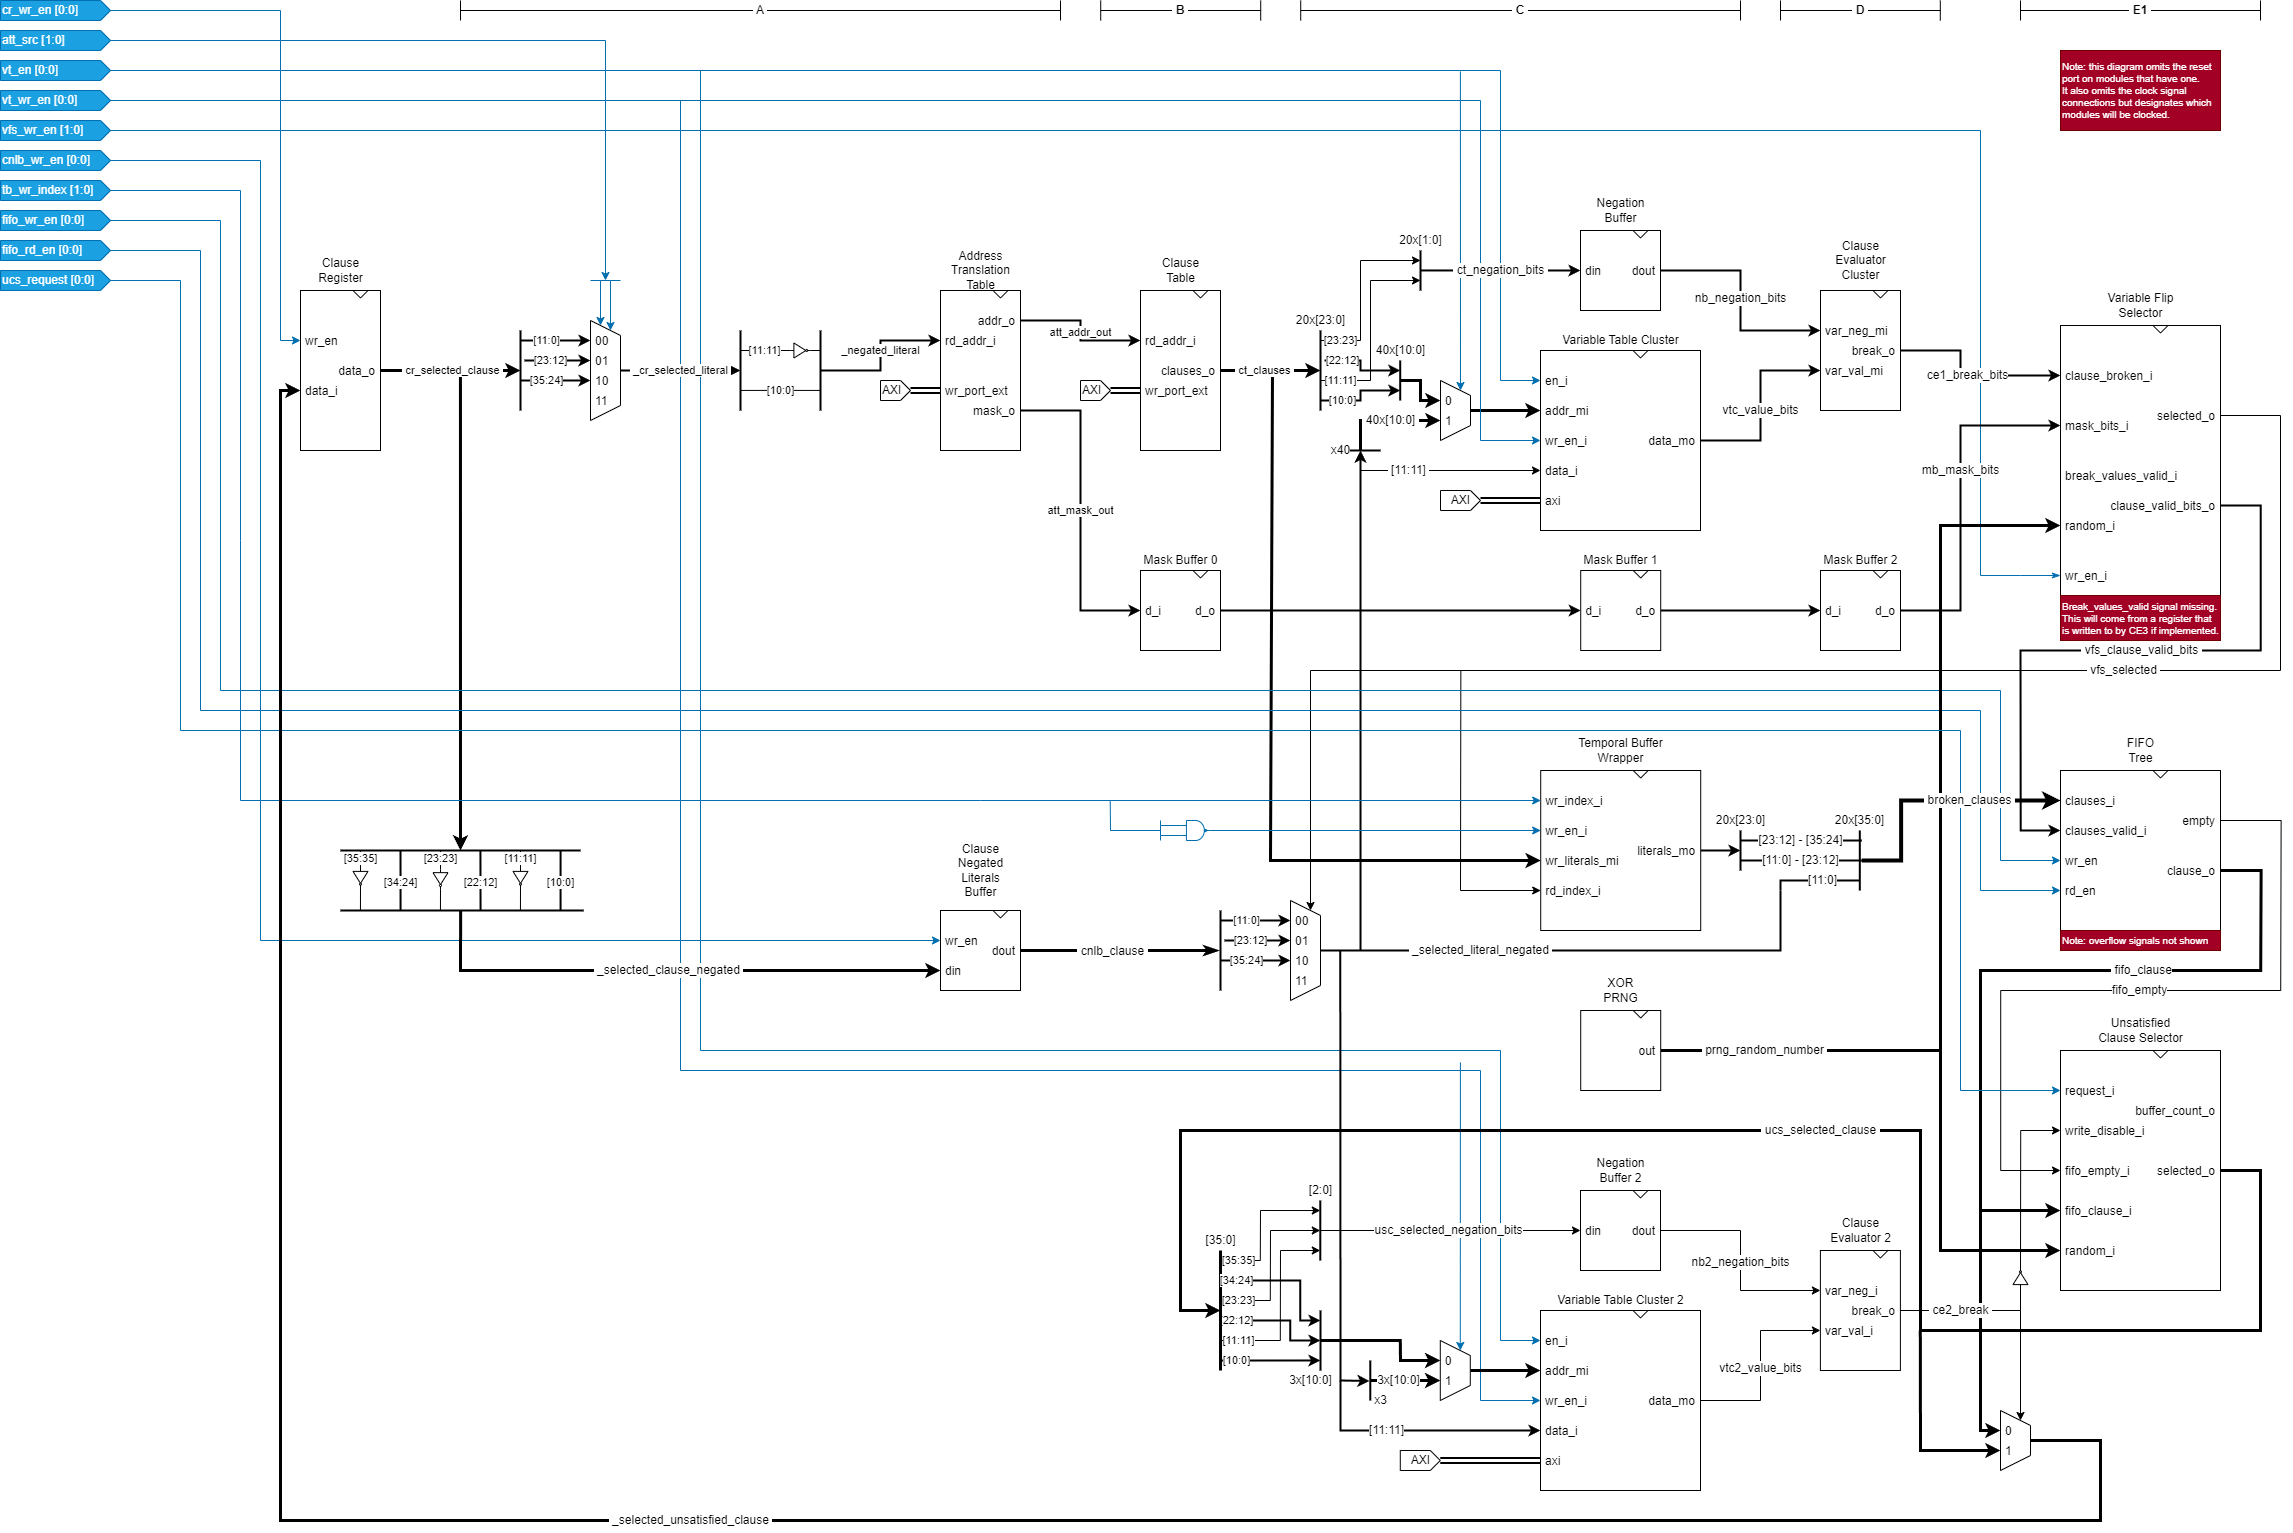 cr_wr_en [0:0]
att_src [1:0]
vt_en [0:0]
vt_wr_en [0:0]
vfs_wr_en [1:0]
cnlb_wr_en [0:0]
tb_wr_index [1:0]
fifo_wr_en [0:0]
fifo_rd_en [0:0]
ucs_request [0:0]
A
B
C
D
E1
Note: this diagram omits the reset
port on modules that have one.
It also omits the clock signal
connections but designates which
modules will be clocked.
Clause
Register
wr_en
data_o
data_i
cr_selected_clause
[11:0]
[23:12]
[35:24]
00
01
10
11
_cr_selected_literal
[11:11]
[10:0]
_negated_literal
Address
Translation
Table
addr_o
rd_addr_i
wr_port_ext
mask_o
AXI
att_addr_out
att_mask_out
Clause
Table
rd_addr_i
clauses_o
wr_port_ext
AXI
ct_clauses
20x[23:0]
[23:23]
[22:12]
[11:11]
[10:0]
20x[1:0]
40x[10:0]
40x[10:0]
0
1
x40
[11:11]
AXI
ct_negation_bits
Negation
Buffer
din
dout
nb_negation_bits
Variable Table Cluster
en_i
addr_mi
wr_en_i
data_mo
data_i
axi
vtc_value_bits
Clause
Evaluator
Cluster
var_neg_mi
break_o
var_val_mi
ce1_break_bits
mb_mask_bits
Variable Flip
Selector
clause_broken_i
selected_o
mask_bits_i
break_values_valid_i
clause_valid_bits_o
random_i
wr_en_i
Break_values_valid signal missing.
This will come from a register that
is written to by CE3 if implemented.
Mask Buffer 0
d_i
d_o
Mask Buffer 1
d_i
d_o
Mask Buffer 2
d_i
d_o
vfs_clause_valid_bits
vfs_selected
Temporal Buffer
Wrapper
wr_index_i
wr_en_i
literals_mo
wr_literals_mi
rd_index_i
20x[23:0]
20x[35:0]
[23:12] - [35:24]
[11:0] - [23:12]
[11:0]
broken_clauses
FIFO
Tree
clauses_i
empty
clauses_valid_i
wr_en
clause_o
rd_en
Note: overflow signals not shown
fifo_clause
fifo_empty
[35:35]
[34:24]
[23:23]
[22:12]
[11:11]
[10:0]
_selected_clause_negated
Clause
Negated
Literals
Buffer
wr_en
dout
din
cnlb_clause
[11:0]
[23:12]
[35:24]
00
01
10
11
_selected_literal_negated
XOR
PRNG
out
prng_random_number
Unsatisfied
Clause Selector
request_i
buffer_count_o
write_disable_i
fifo_empty_i
selected_o
fifo_clause_i
random_i
ucs_selected_clause
[35:0]
[35:35]
[34:24]
[23:23]
[22:12]
[11:11]
[10:0]
[2:0]
usc_selected_negation_bits
3x[10:0]
3x[10:0]
x3
0
1
[11:11]
AXI
Negation
Buffer 2
din
dout
nb2_negation_bits
Variable Table Cluster 2
en_i
addr_mi
wr_en_i
data_mo
data_i
axi
vtc2_value_bits
Clause
Evaluator 2
var_neg_i
break_o
var_val_i
ce2_break
0
1
_selected_unsatisfied_clause